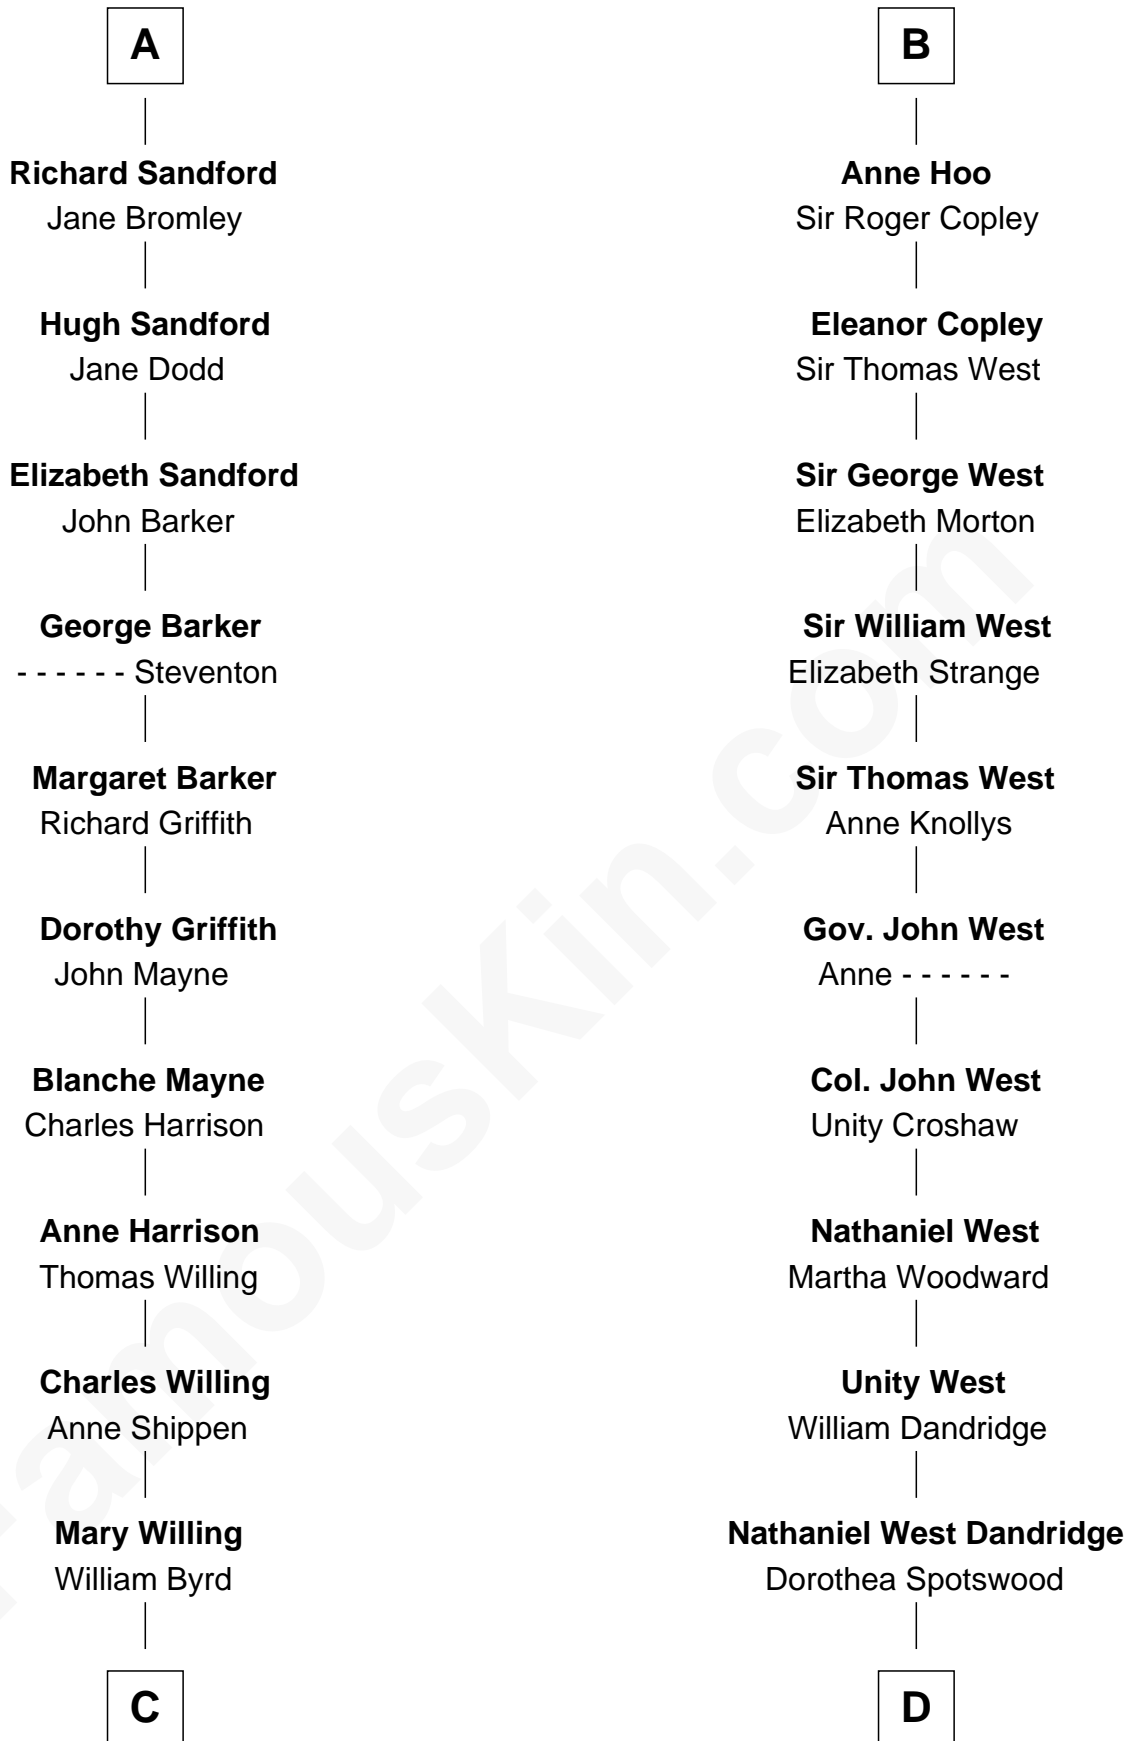 A
Richard Sandford
Jane Bromley
Hugh Sandford
Jane Dodd
Elizabeth Sandford
John Barker
George Barker
- - - - - - Steventon
Margaret Barker
Richard Griffith
Dorothy Griffith
John Mayne
Blanche Mayne
Charles Harrison
Anne Harrison
Thomas Willing
Charles Willing
Anne Shippen
Mary Willing
William Byrd
C
B
Anne Hoo
Sir Roger Copley
Eleanor Copley
Sir Thomas West
Sir George West
Elizabeth Morton
Sir William West
Elizabeth Strange
Sir Thomas West
Anne Knollys
Gov. John West
Anne - - - - - -
Col. John West
Unity Croshaw
Nathaniel West
Martha Woodward
Unity West
William Dandridge
Nathaniel West Dandridge
Dorothea Spotswood
D
FamousKin.com